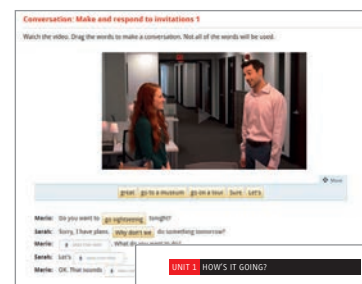 Conversation: Make and respond to invitations 1
Watch the video. Drag the words to make a conversation. Not all of the words will be used.
Move
great go to a museum go on a tour Sure Let's
Do you want to go sightseeing tonight?
Sarah: Sorry, I have plans. Why don't we do something tomorrow?
What do you want to do?
Sarah: Let's
OK. That sounds
UNIT 1 HOW'S IT GOING?